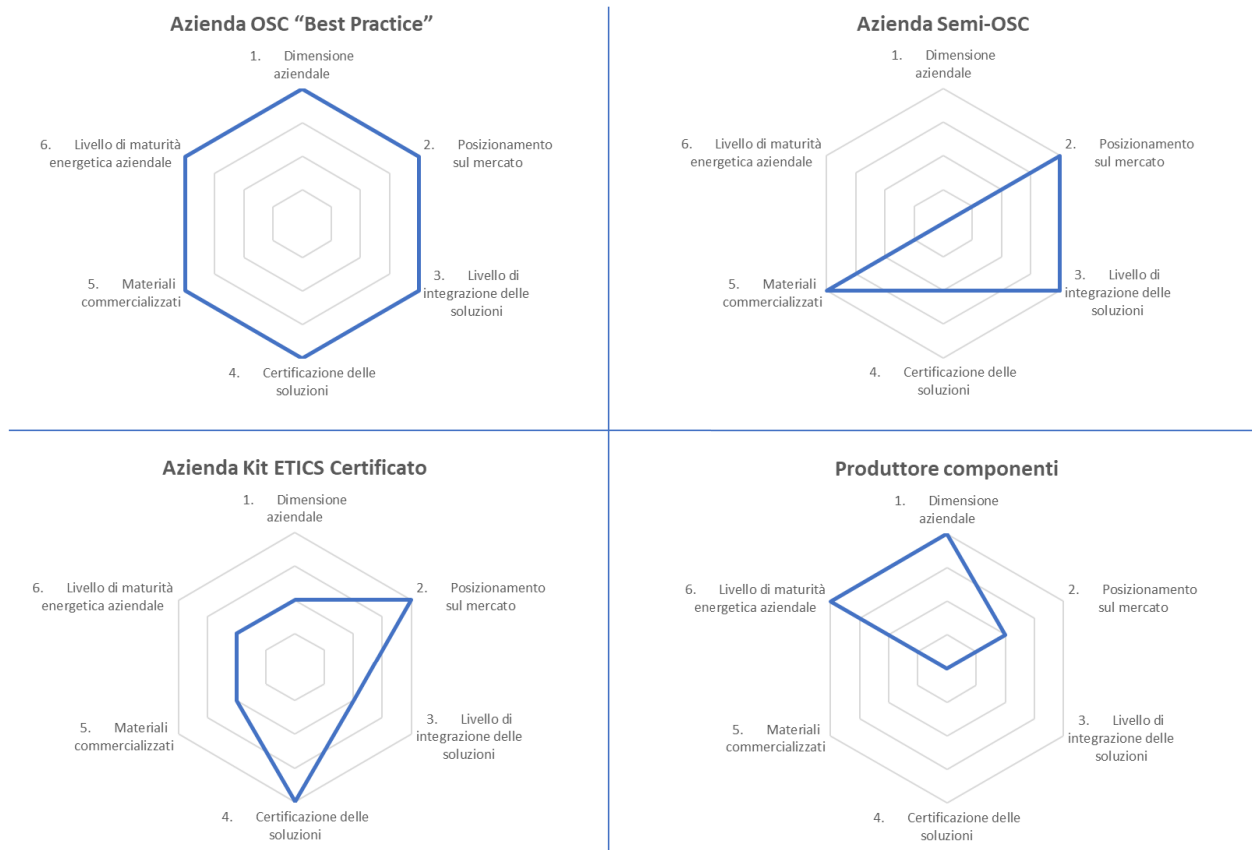 Azienda OSC “Best Practice”
1. Dimensione
aziendale
2. Posizionamento
sul mercato
3. Livello di
integrazione delle
soluzioni
4. Certificazione delle
soluzioni
5. Materiali
commercializzati
6. Livello di maturità
energetica aziendale
Azienda Semi-OSC
1. Dimensione
aziendale
2. Posizionamento
sul mercato
3. Livello di
integrazione delle
soluzioni
4. Certificazione delle
soluzioni
5. Materiali
commercializzati
6. Livello di maturità
energetica aziendale
Azienda Kit ETICS Certificato
1. Dimensione
aziendale
2. Posizionamento
sul mercato
3. Livello di
integrazione delle
soluzioni
4. Certificazione delle
soluzioni
5. Materiali
commercializzati
6. Livello di maturità
energetica aziendale
Produttore componenti
1. Dimensione
aziendale
2. Posizionamento
sul mercato
3. Livello di
integrazione delle
soluzioni
4. Certificazione delle
soluzioni
5. Materiali
commercializzati
6. Livello di maturità
energetica aziendale